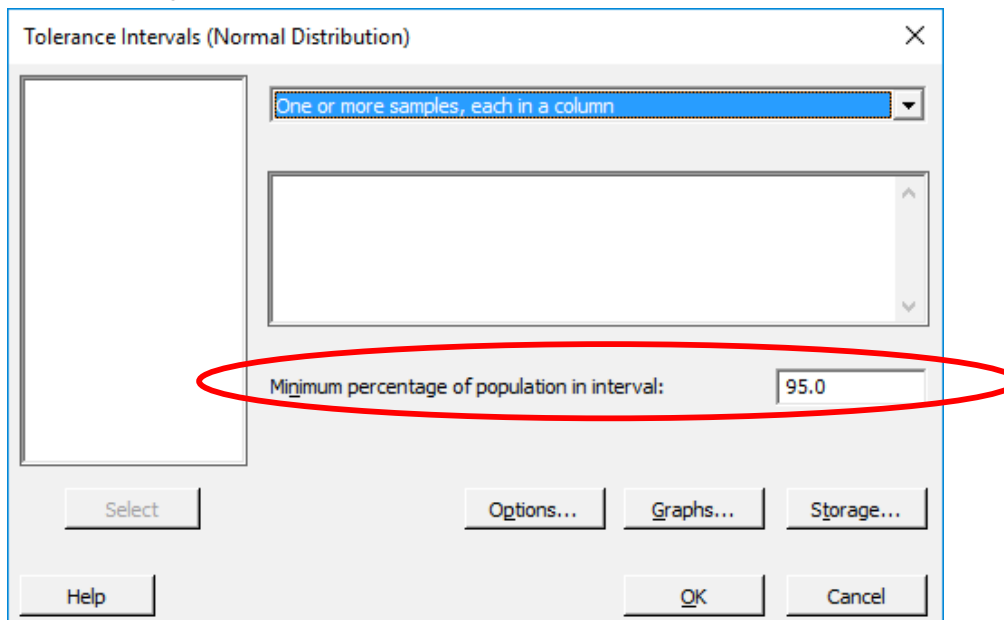 Tolerance Intervals (Normal Distribution)
One or more samples, each in a column
Minimum percentage of population in interval: 95.0
Select Options... Graphs... Storage...
Help OK Cancel